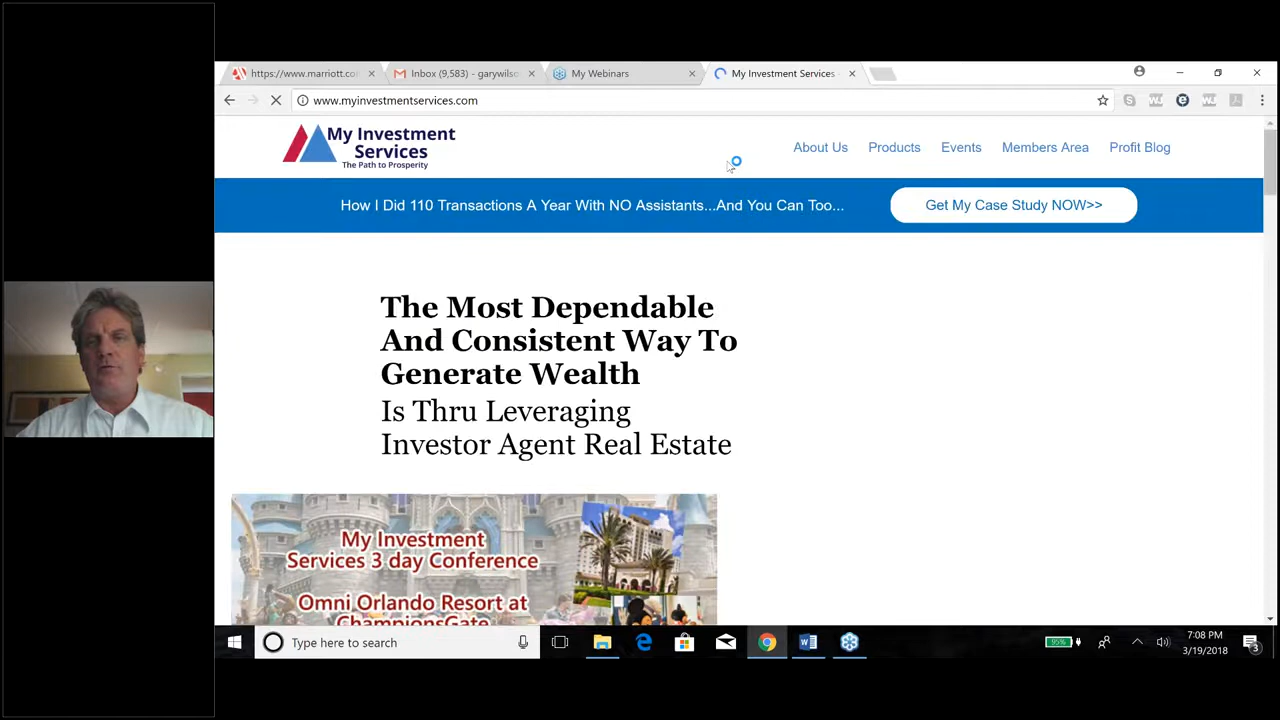 https://www.marriott.co
Inbox (9,583) - garywils
My Webinars
My Investment Services
www.myinvestmentservices.com
My Investment
Services
The Path to Prosperity
About Us
Products
Events
Members Area
Profit Blog
How I Did 110 Transactions A Year With NO Assistants...And You Can Too...
Get My Case Study NOW>>
The Most Dependable
And Consistent Way To
Generate Wealth
Is Thru Leveraging
Investor Agent Real Estate
My Investment
Services 3 day Conference
Omni Orlando Resort at
ChampionsGate
Type here to search
95%
7:08 PM
3/19/2018
3